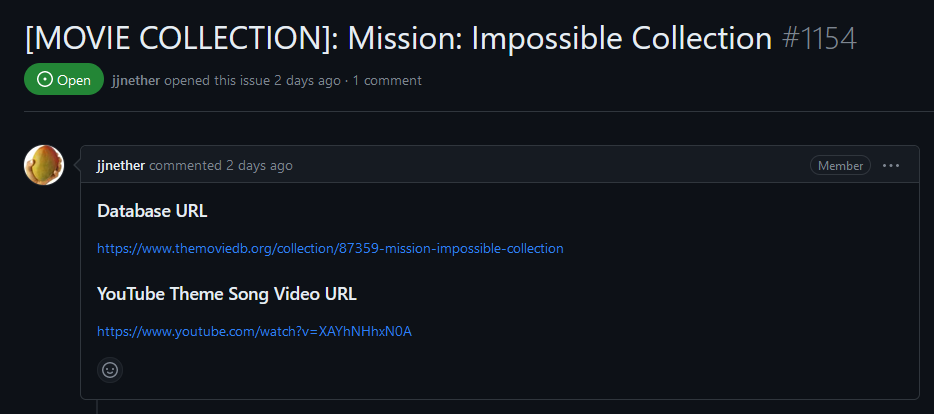 [MOVIE COLLECTION]: Mission: Impossible Collection #1154
Open jjnether opened this issue 2 days ago · 1 comment
jjnether commented 2 days ago Member ...
Database URL
https://www.themoviedb.org/collection/87359-mission-impossible-collection
YouTube Theme Song Video URL
https://www.youtube.com/watch?v=XAYhNHhxN0A